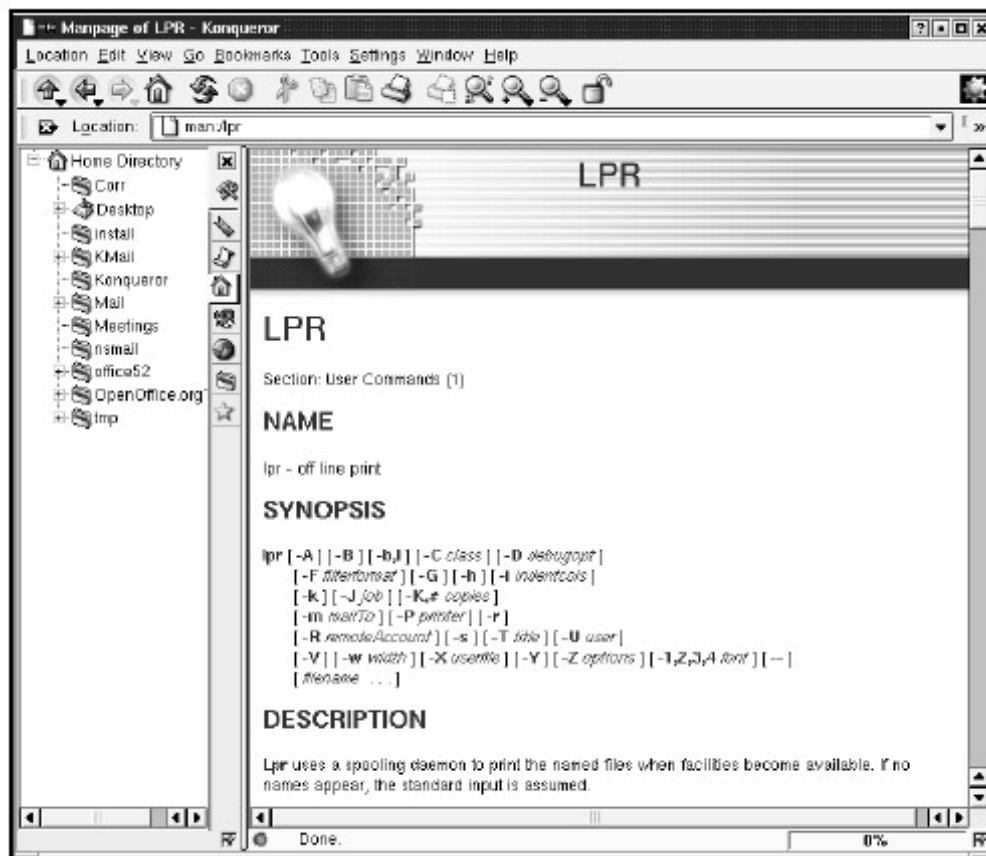 Manpage of LPR - Konqueror
Location Edit View Go Bookmarks Tools Settings Window Help
Location: man:/lpr
Home Directory
Corr
Desktop
install
KMail
Konqueror
Mail
Meetings
nsmail
office52
OpenOffice.org
tmp
LPR
LPR
Section: User Commands (1)
NAME
lpr - off line print
SYNOPSIS
lpr [ -A ] [ -B ] [ -b,l ] [ -C class ] [ -D debugopt ]
[ -F filterformat ] [ -G ] [ -h ] [ -i indentcols ]
[ -k ] [ -J job ] [ -K,# copies ]
[ -m mailTo ] [ -P printer ] [ -r ]
[ -R remoteAccount ] [ -s ] [ -T title ] [ -U user ]
[ -V ] [ -w width ] [ -X userfile ] [ -Y ] [ -Z options ] [ -1,2,3,4 font ] [ -- ]
[ filename ... ]
DESCRIPTION
Lpr uses a spooling daemon to print the named files when facilities become available. If no
names appear, the standard input is assumed.
Done.
0%